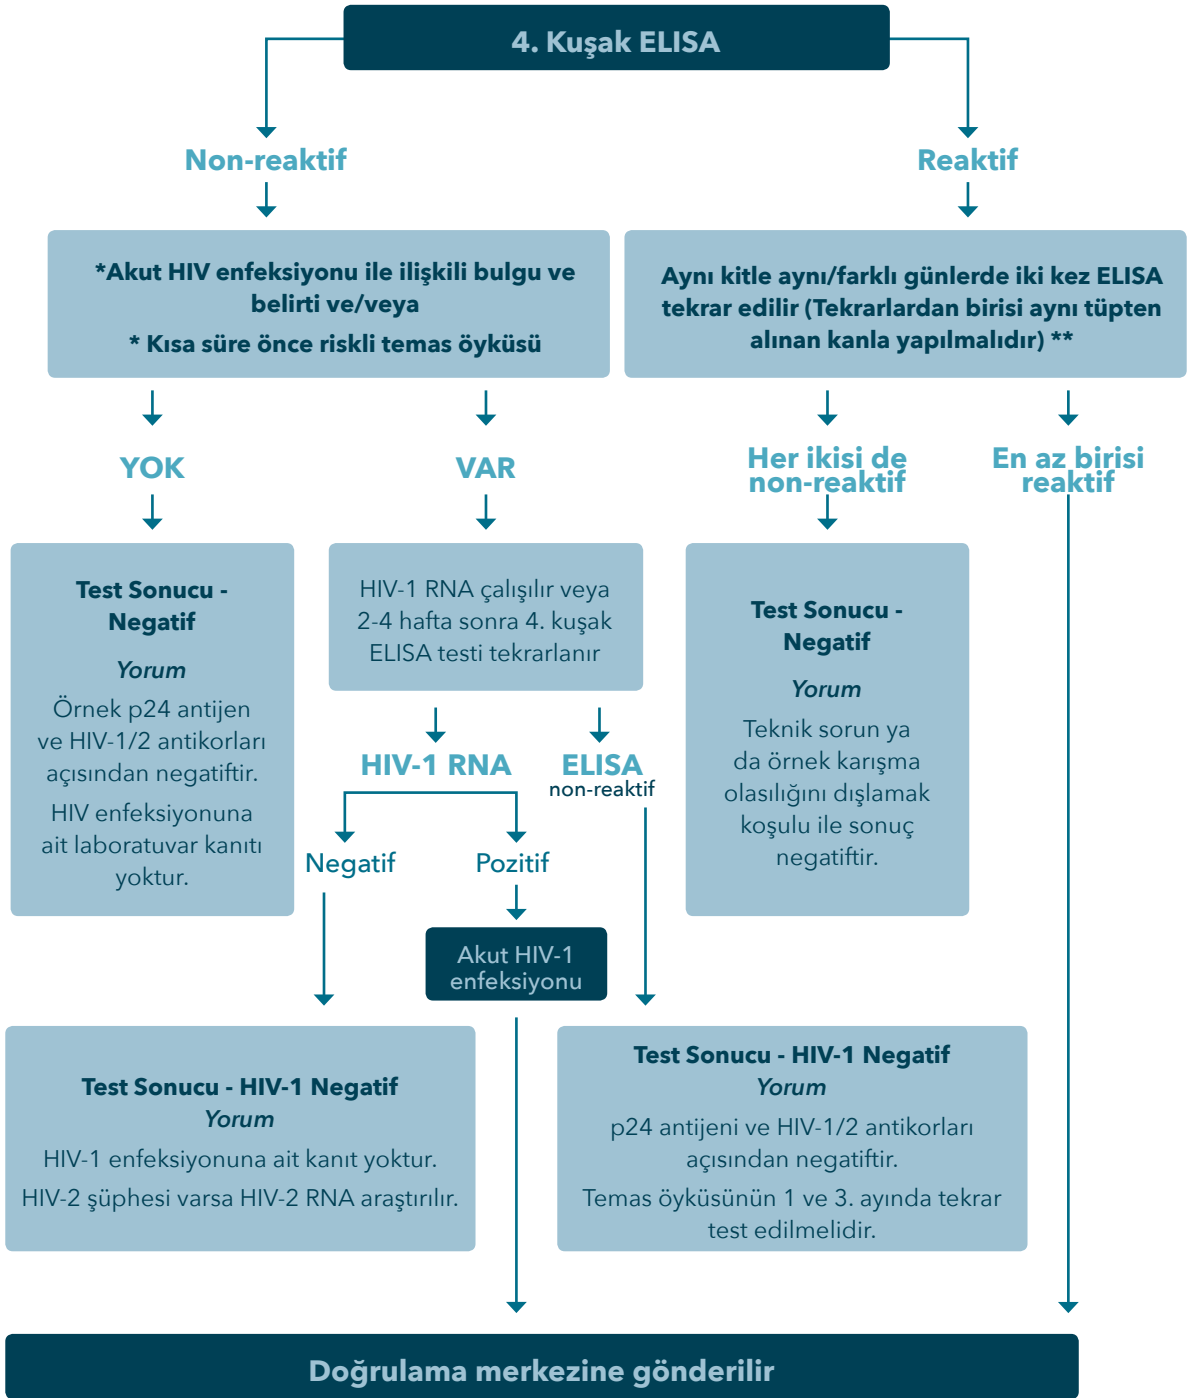 4. Kuşak ELISA
Non-reaktif
Reaktif
*Akut HIV enfeksiyonu ile ilişkili bulgu ve
belirti ve/veya
* Kısa süre önce riskli temas öyküsü
Aynı kitle aynı/farklı günlerde iki kez ELISA
tekrar edilir (Tekrarlardan birisi aynı tüpten
alınan kanla yapılmalıdır) **
YOK
VAR
Her ikisi de
non-reaktif
En az birisi
reaktif
Test Sonucu -
Negatif
Yorum
Örnek p24 antijen
ve HIV-1/2 antikorları
açısından negatiftir.
HIV enfeksiyonuna
ait laboratuvar kanıtı
yoktur.
HIV-1 RNA çalışılır veya
2-4 hafta sonra 4. kuşak
ELISA testi tekrarlanır
Test Sonucu -
Negatif
Yorum
Teknik sorun ya
da örnek karışma
olasılığını dışlamak
koşulu ile sonuç
negatiftir.
HIV-1 RNA
ELISA
non-reaktif
Negatif
Pozitif
Akut HIV-1
enfeksiyonu
Test Sonucu - HIV-1 Negatif
Yorum
HIV-1 enfeksiyonuna ait kanıt yoktur.
HIV-2 şüphesi varsa HIV-2 RNA araştırılır.
Test Sonucu - HIV-1 Negatif
Yorum
p24 antijeni ve HIV-1/2 antikorları
açısından negatiftir.
Temas öyküsünün 1 ve 3. ayında tekrar
test edilmelidir.
Doğrulama merkezine gönderilir